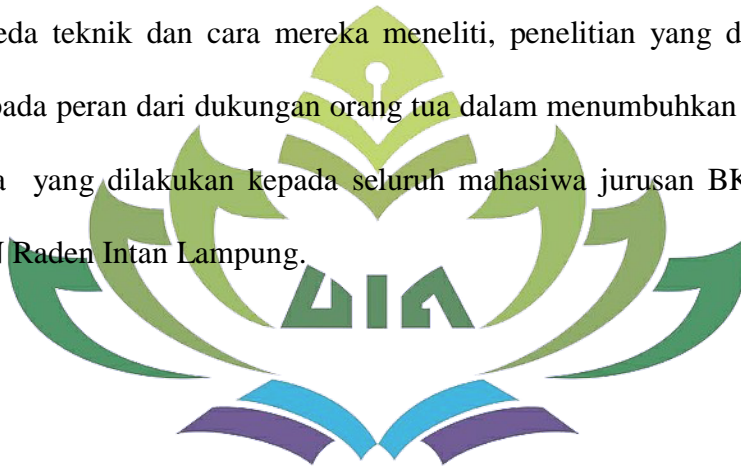 eda teknik dan cara mereka meneliti, penelitian yang d
pada peran dari dukungan orang tua dalam menumbuhkan
a yang dilakukan kepada seluruh mahasiwa jurusan BK
Raden Intan Lampung.
UIN